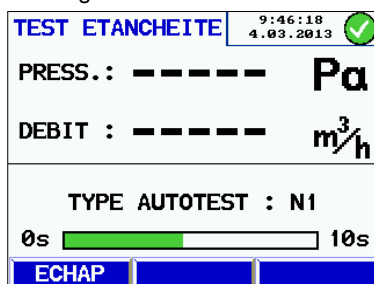 TEST ETANCHEITE
9:46:18
4.03.2013
PRESS.: ----- Pa
DEBIT : ----- m³/h
TYPE AUTOTEST : N1
0s 10s
ECHAP